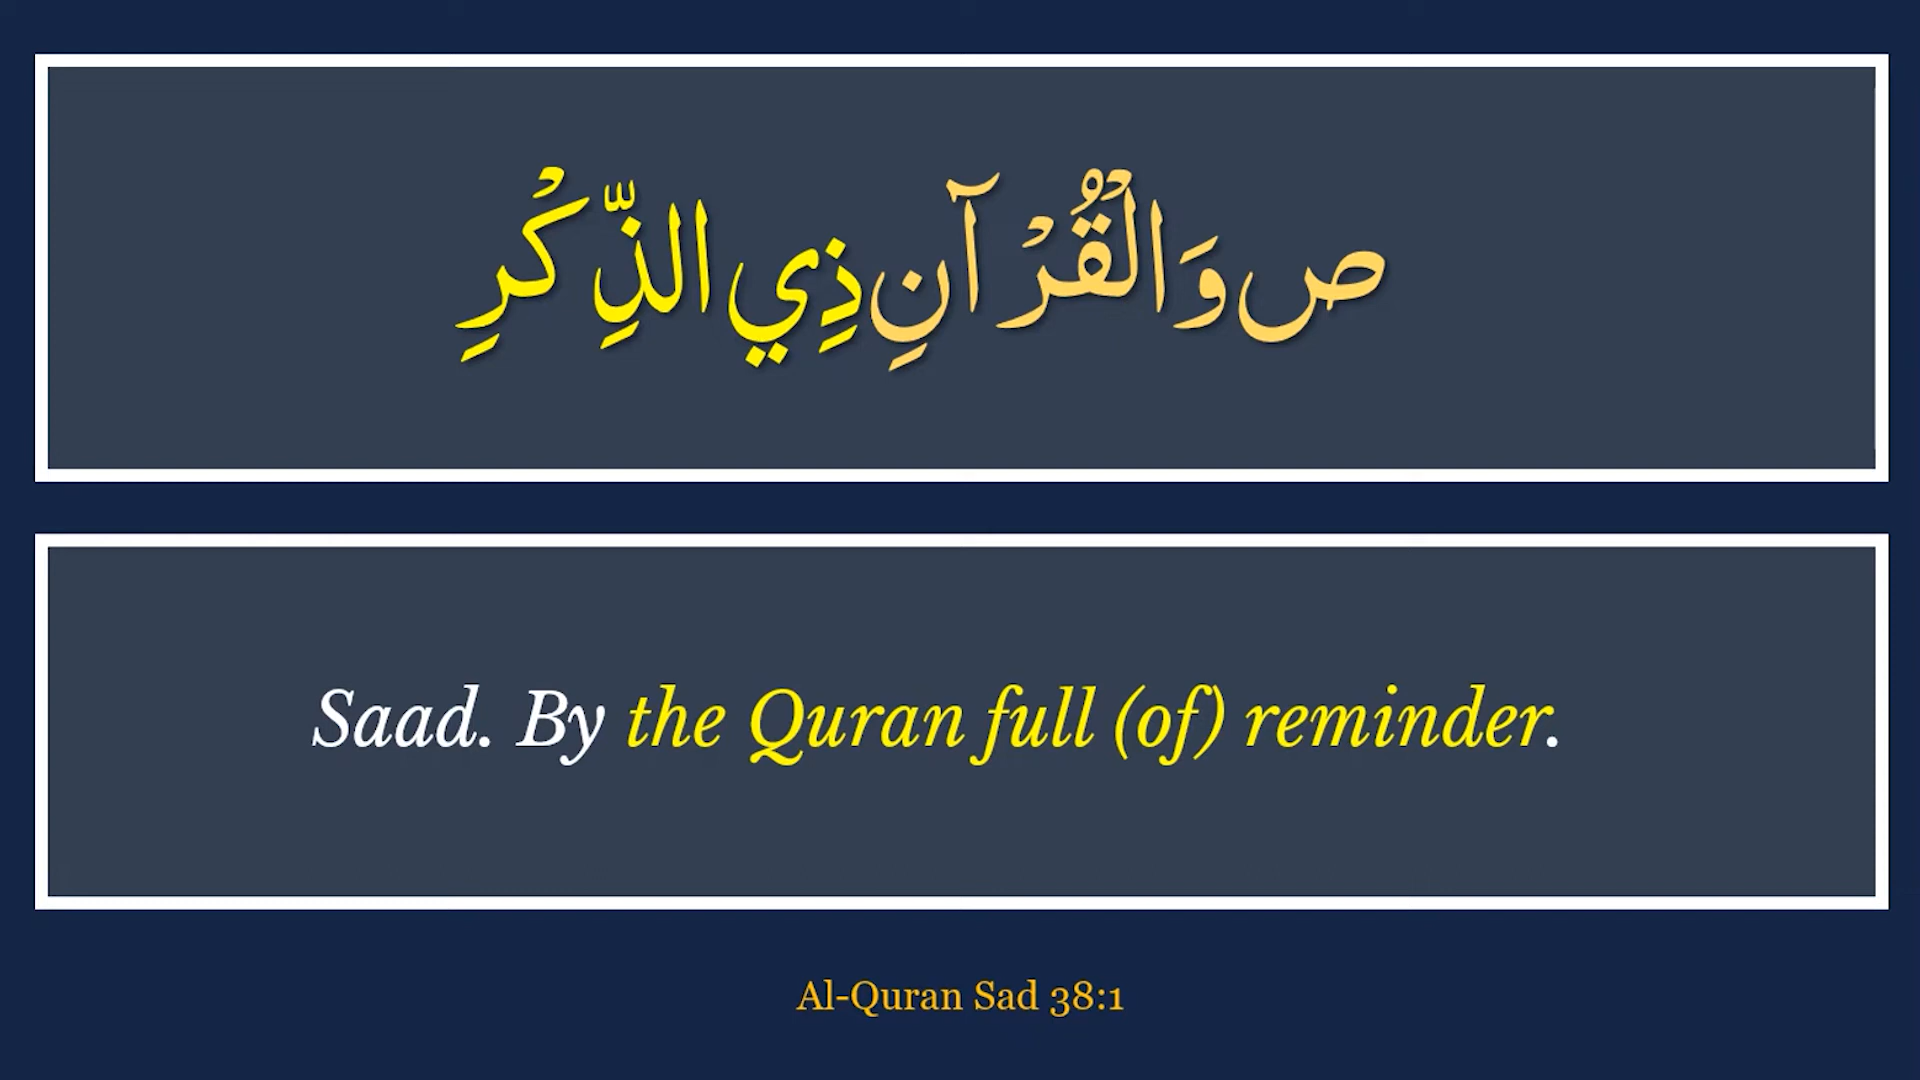 ص وَالْقُرْآنِ ذِي الذِّكْرِ
Saad. By the Quran full (of) reminder.
Al-Quran Sad 38:1